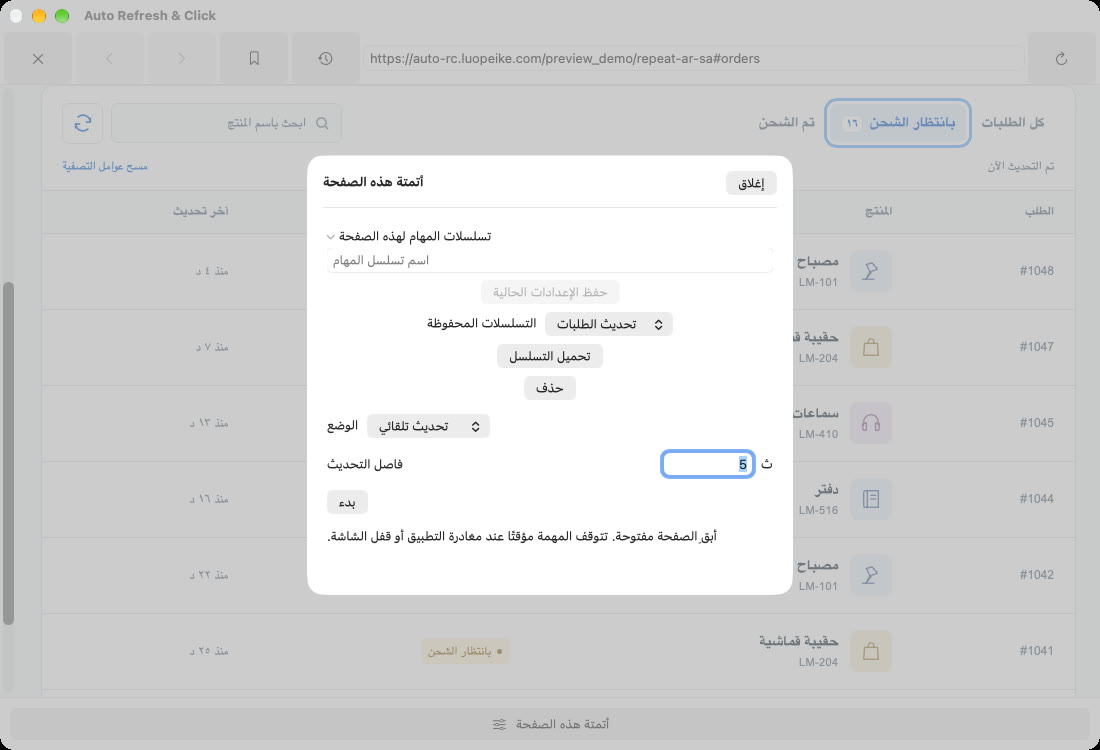 Auto Refresh & Click
https://auto-rc.luopeike.com/preview_demo/repeat-ar-sa#orders
كل الطلبات
بانتظار الشحن ١٦
تم الشحن
ابحث باسم المنتج
تم التحديث الآن
مسح عوامل التصفية
الطلب
المنتج
آخر تحديث
#1048
مصباح
LM-101
منذ ٤ د
#1047
حقيبة
LM-204
منذ ٧ د
#1045
سماعات
LM-410
منذ ١٣ د
#1044
دفتر
LM-516
منذ ١٦ د
#1042
مصباح
LM-101
منذ ٢٢ د
#1041
حقيبة قماشية
LM-204
بانتظار الشحن
منذ ٢٥ د
أتمتة هذه الصفحة
إغلاق
تسلسلات المهام لهذه الصفحة
اسم تسلسل المهام
حفظ الإعدادات الحالية
التسلسلات المحفوظة
تحديث الطلبات
تحميل التسلسل
حذف
الوضع
تحديث تلقائي
فاصل التحديث
5 ث
بدء
أبقِ الصفحة مفتوحة. تتوقف المهمة مؤقتًا عند مغادرة التطبيق أو قفل الشاشة.
أتمتة هذه الصفحة